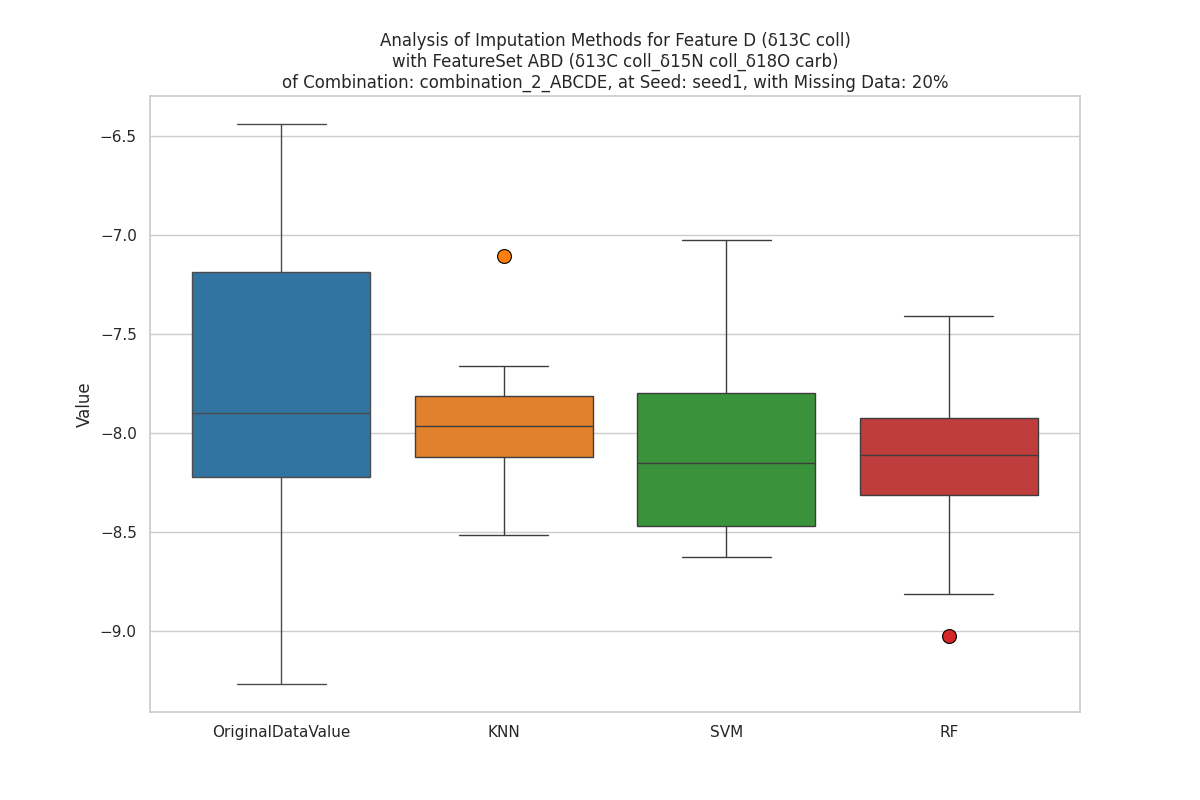 Analysis of Imputation Methods for Feature D (δ13C coll)
with FeatureSet ABD (δ13C coll_δ15N coll_δ18O carb)
of Combination: combination_2_ABCDE, at Seed: seed1, with Missing Data: 20%
−6.5
−7.0
−7.5
−8.0
−8.5
−9.0
Value
OriginalDataValue
KNN
SVM
RF